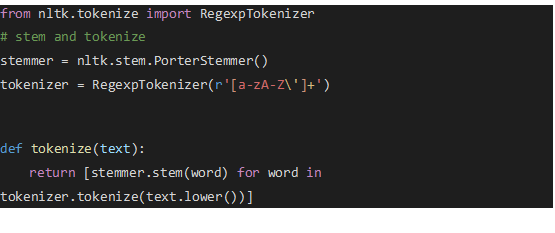 from nltk.tokenize import RegexpTokenizer
# stem and tokenize
stemmer = nltk.stem.PorterStemmer()
tokenizer = RegexpTokenizer(r'[a-zA-Z\']+')
def tokenize(text):
    return [stemmer.stem(word) for word in
tokenizer.tokenize(text.lower())]